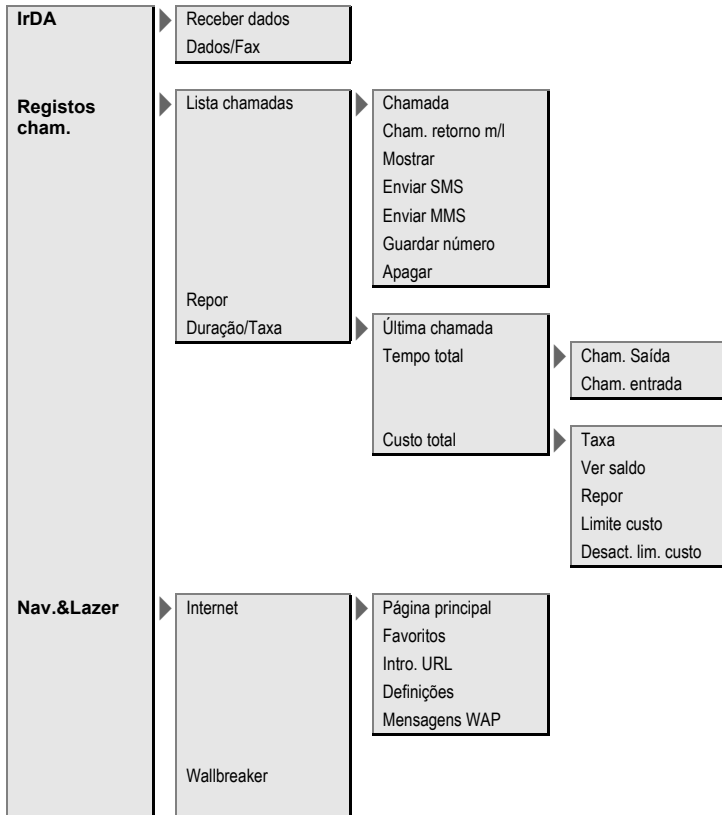 IrDA
Receber dados
Dados/Fax
Registos
cham.
Lista chamadas
Chamada
Cham. retorno m/l
Mostrar
Enviar SMS
Enviar MMS
Guardar número
Apagar
Repor
Duração/Taxa
Última chamada
Tempo total
Cham. Saída
Cham. entrada
Custo total
Taxa
Ver saldo
Repor
Limite custo
Desact. lim. custo
Nav.&Lazer
Internet
Página principal
Favoritos
Intro. URL
Definições
Mensagens WAP
Wallbreaker